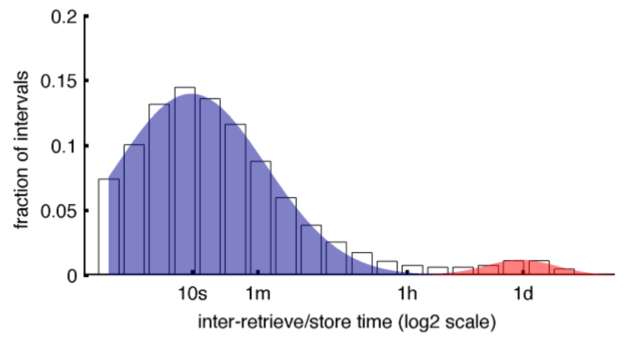 0.2
0.15
0.1
0.05
0
fraction of intervals
10s 1m 1h 1d
inter-retrieve/store time (log2 scale)